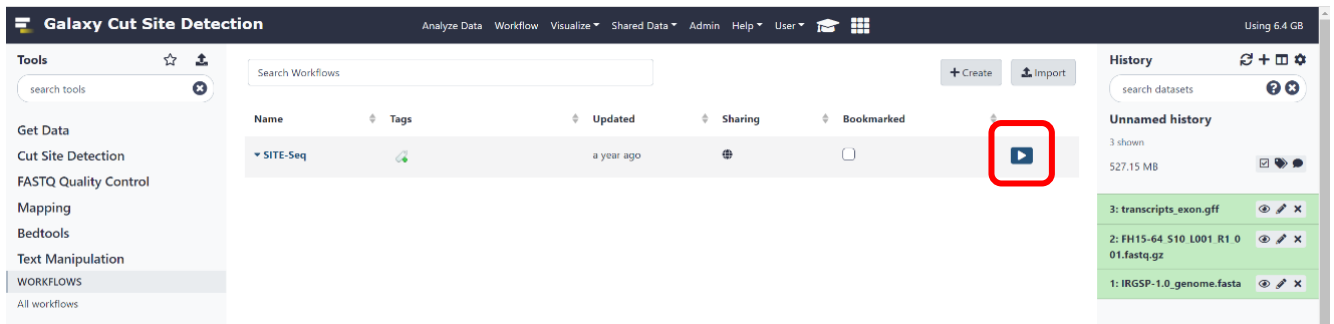 Galaxy Cut Site Detection
Analyze Data Workflow Visualize Shared Data Admin Help User
Using 6.4 GB
Tools
search tools
Get Data
Cut Site Detection
FASTQ Quality Control
Mapping
Bedtools
Text Manipulation
WORKFLOWS
All workflows
Search Workflows
+ Create Import
Name Tags Updated Sharing Bookmarked
SITE-Seq a year ago
History
search datasets
Unnamed history
3 shown
527.15 MB
3: transcripts_exon.gff
2: FH15-64_S10_L001_R1_0
01.fastq.gz
1: IRGSP-1.0_genome.fasta